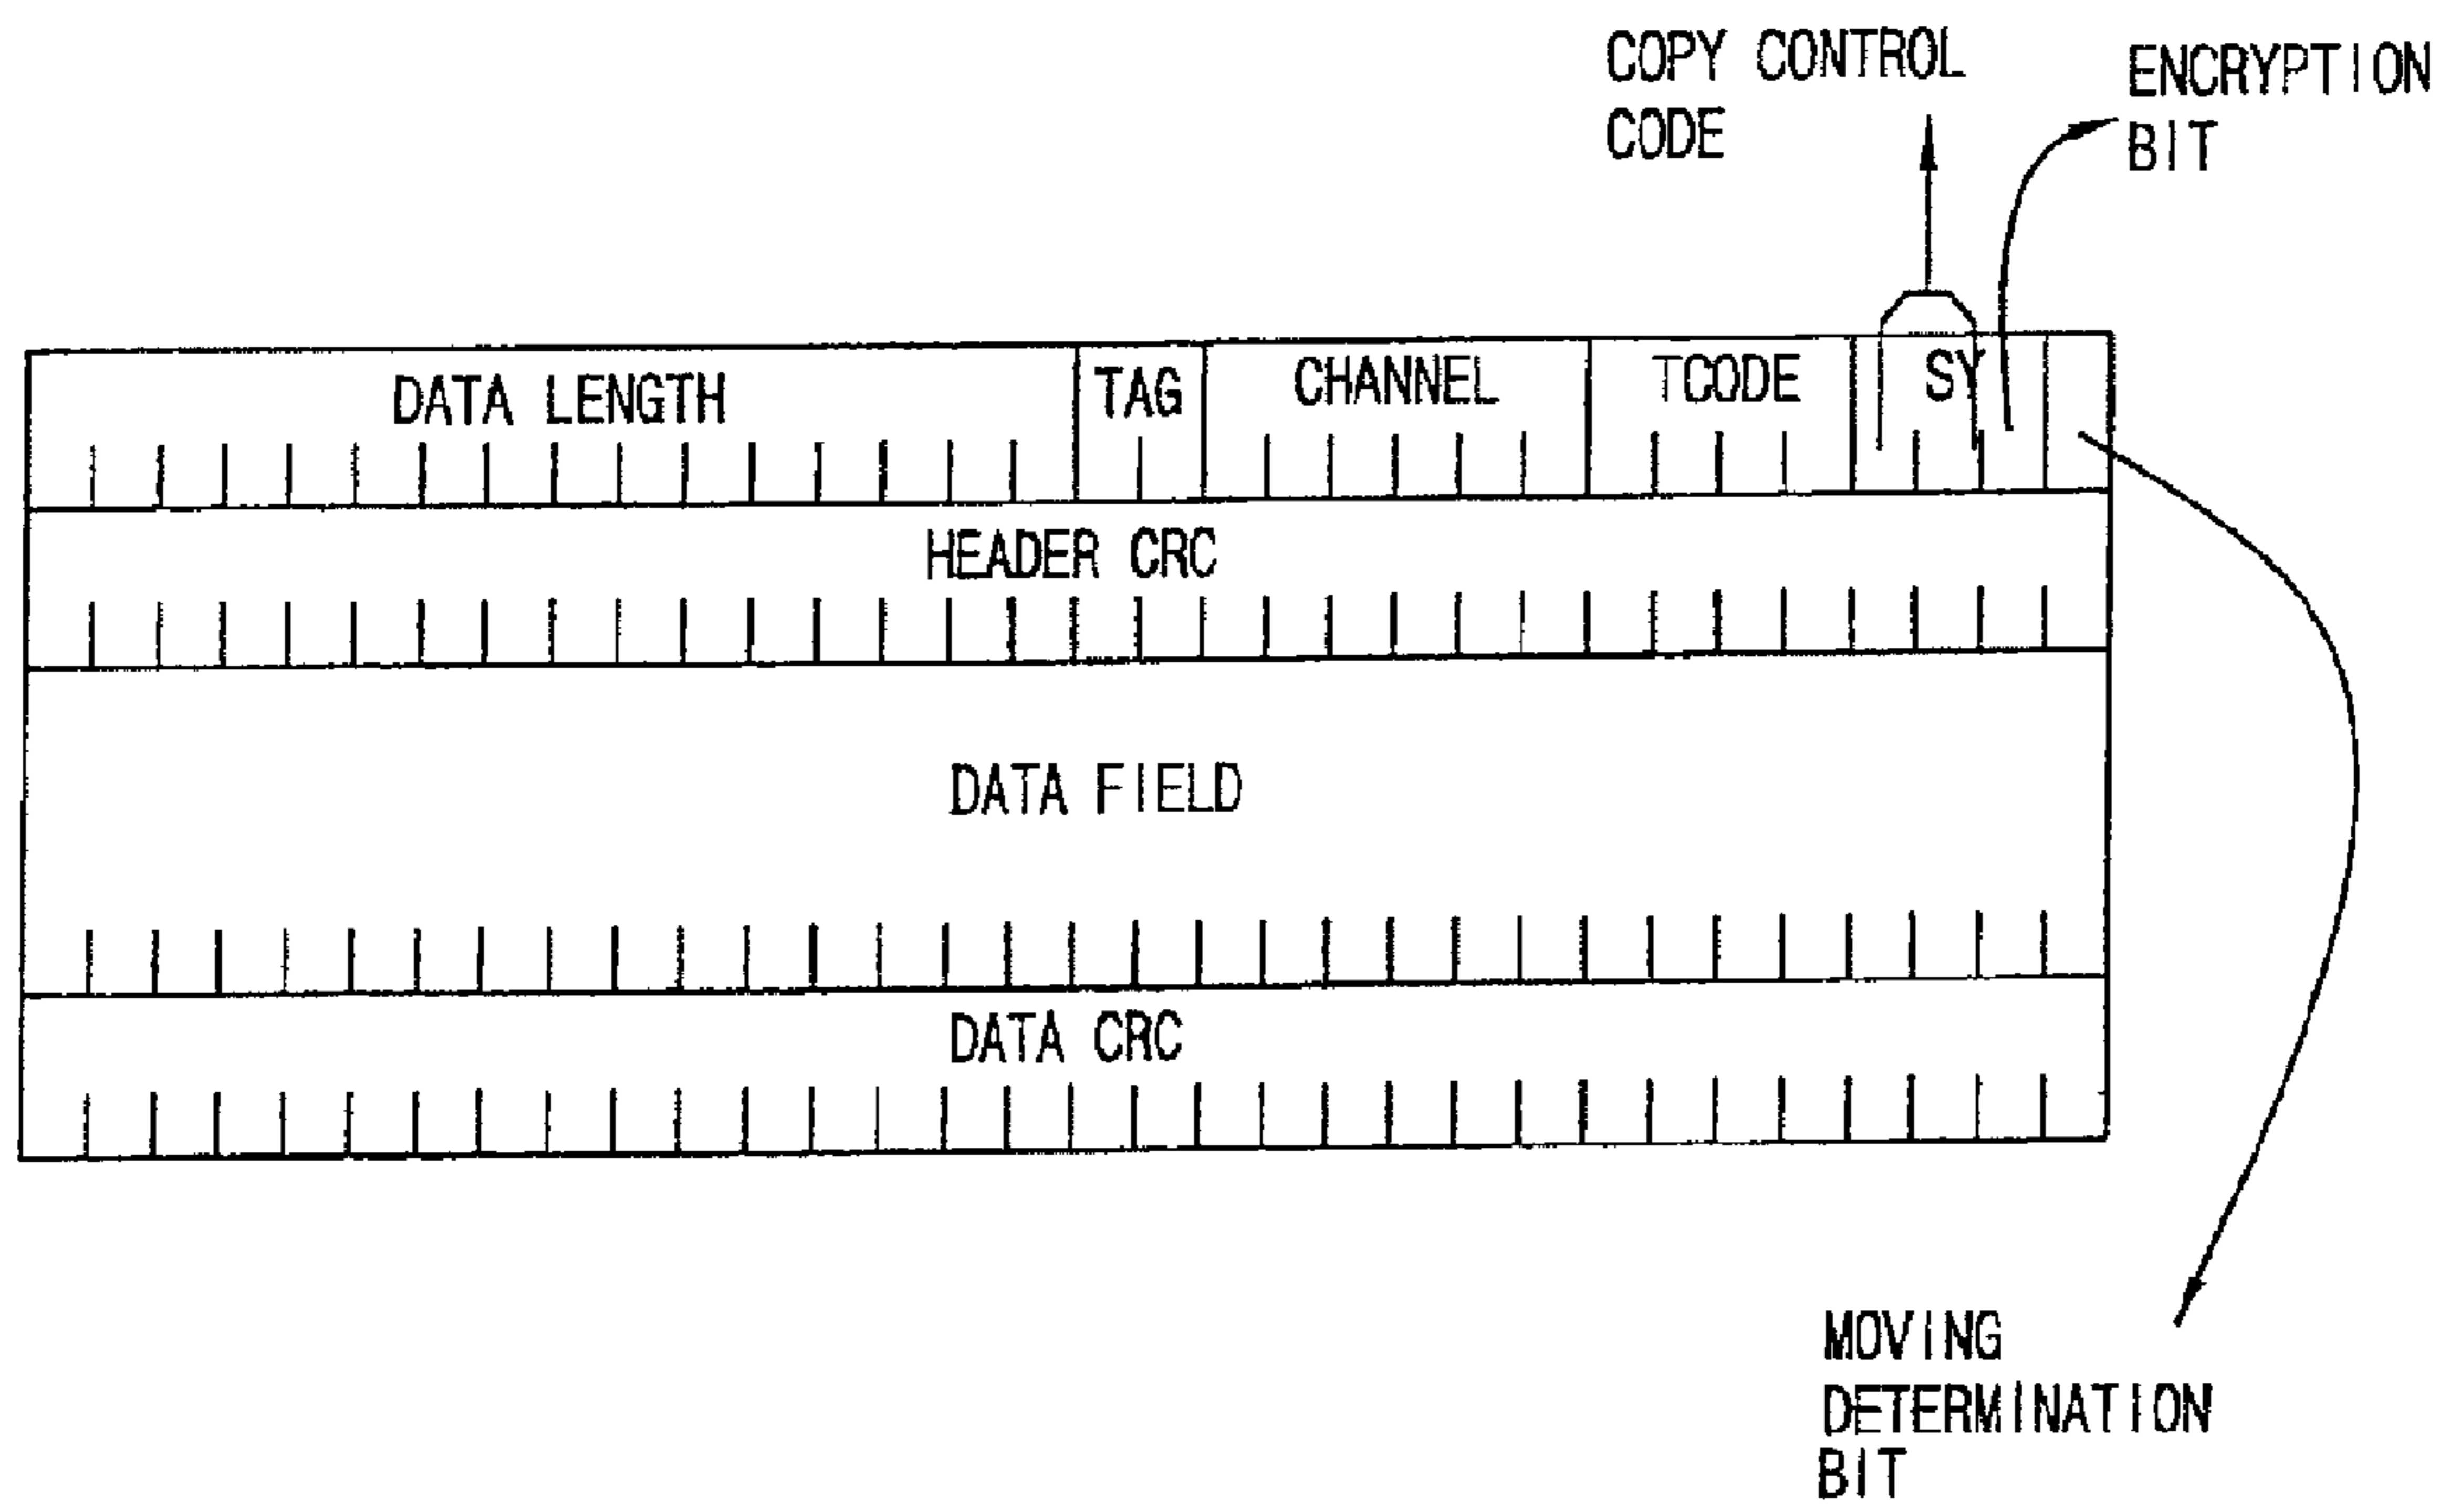 COPY CONTROL
CODE
ENCRYPTION
BIT
DATA LENGTH
TAG
CHANNEL
TCODE
SY
HEADER CRC
DATA FIELD
DATA CRC
MOVING
DETERMINATION
BIT